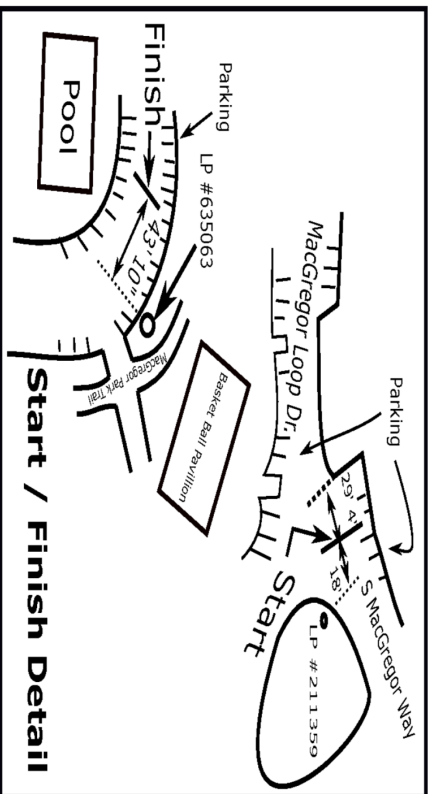 Finish
Parking
Pool
LP #635063
43' 10"
MacGregor Park Trail
Basket Ball Pavillion
MacGregor Loop Dr.
Parking
29' 4'
18'
S MacGregor Way
Start
LP #211359
Start / Finish Detail